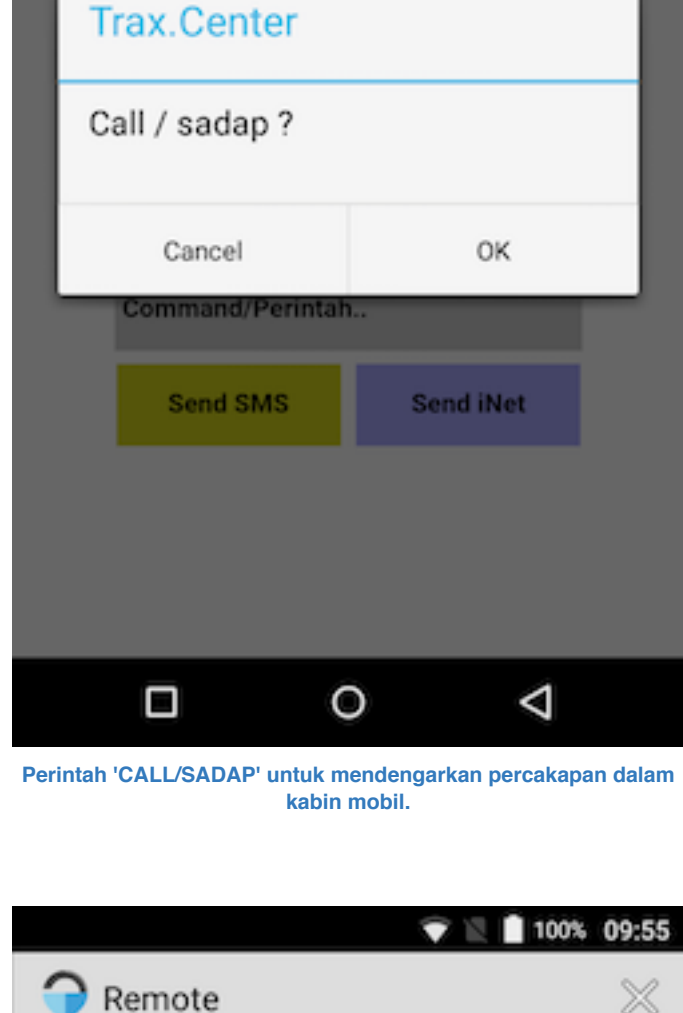 Trax.Center
Call / sadap ?
Cancel OK
Command/Perintah..
Send SMS Send iNet
Perintah 'CALL/SADAP' untuk mendengarkan percakapan dalam
kabin mobil.
100% 09:55
Remote